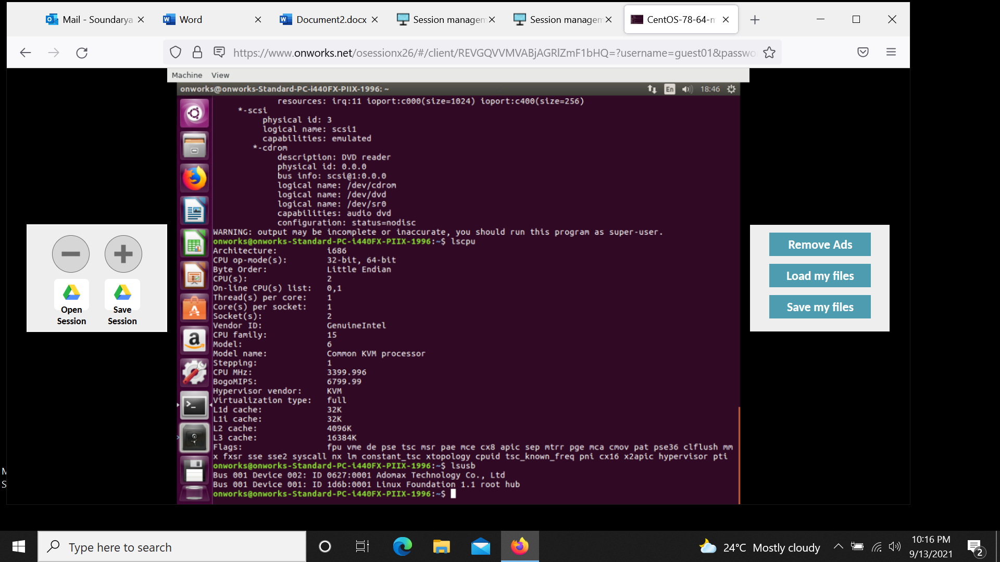 Mail - Soundarya
Word
Document2.docx
Session managem
Session managem
CentOS-78-64-m
https://www.onworks.net/osessionx26/#/client/REVGQVVMVABjAGRlZmF1bHQ=?username=guest01&passwo
Machine View
onworks@onworks-Standard-PC-i440FX-PIIX-1996: ~
En
18:46
resources: irq:11 ioport:c000(size=1024) ioport:c400(size=256)
*-scsi
physical id: 3
logical name: scsi1
capabilities: emulated
*-cdrom
description: DVD reader
physical id: 0.0.0
bus info: scsi@1:0.0.0
logical name: /dev/cdrom
logical name: /dev/dvd
logical name: /dev/sr0
capabilities: audio dvd
configuration: status=nodisc
WARNING: output may be incomplete or inaccurate, you should run this program as super-user.
onworks@onworks-Standard-PC-i440FX-PIIX-1996:~$ lscpu
Architecture: i686
CPU op-mode(s): 32-bit, 64-bit
Byte Order: Little Endian
CPU(s): 2
On-line CPU(s) list: 0,1
Thread(s) per core: 1
Core(s) per socket: 1
Socket(s): 2
Vendor ID: GenuineIntel
CPU family: 15
Model: 6
Model name: Common KVM processor
Stepping: 1
CPU MHz: 3399.996
BogoMIPS: 6799.99
Hypervisor vendor: KVM
Virtualization type: full
L1d cache: 32K
L1i cache: 32K
L2 cache: 4096K
L3 cache: 16384K
Flags: fpu vme de pse tsc msr pae mce cx8 apic sep mtrr pge mca cmov pat pse36 clflush mm
x fxsr sse sse2 syscall nx lm constant_tsc xtopology cpuid tsc_known_freq pni cx16 x2apic hypervisor pti
onworks@onworks-Standard-PC-i440FX-PIIX-1996:~$ lsusb
Bus 001 Device 002: ID 0627:0001 Adomax Technology Co., Ltd
Bus 001 Device 001: ID 1d6b:0001 Linux Foundation 1.1 root hub
onworks@onworks-Standard-PC-i440FX-PIIX-1996:~$
Open
Session
Save
Session
Remove Ads
Load my files
Save my files
M
S
Type here to search
24°C Mostly cloudy
10:16 PM
9/13/2021
2